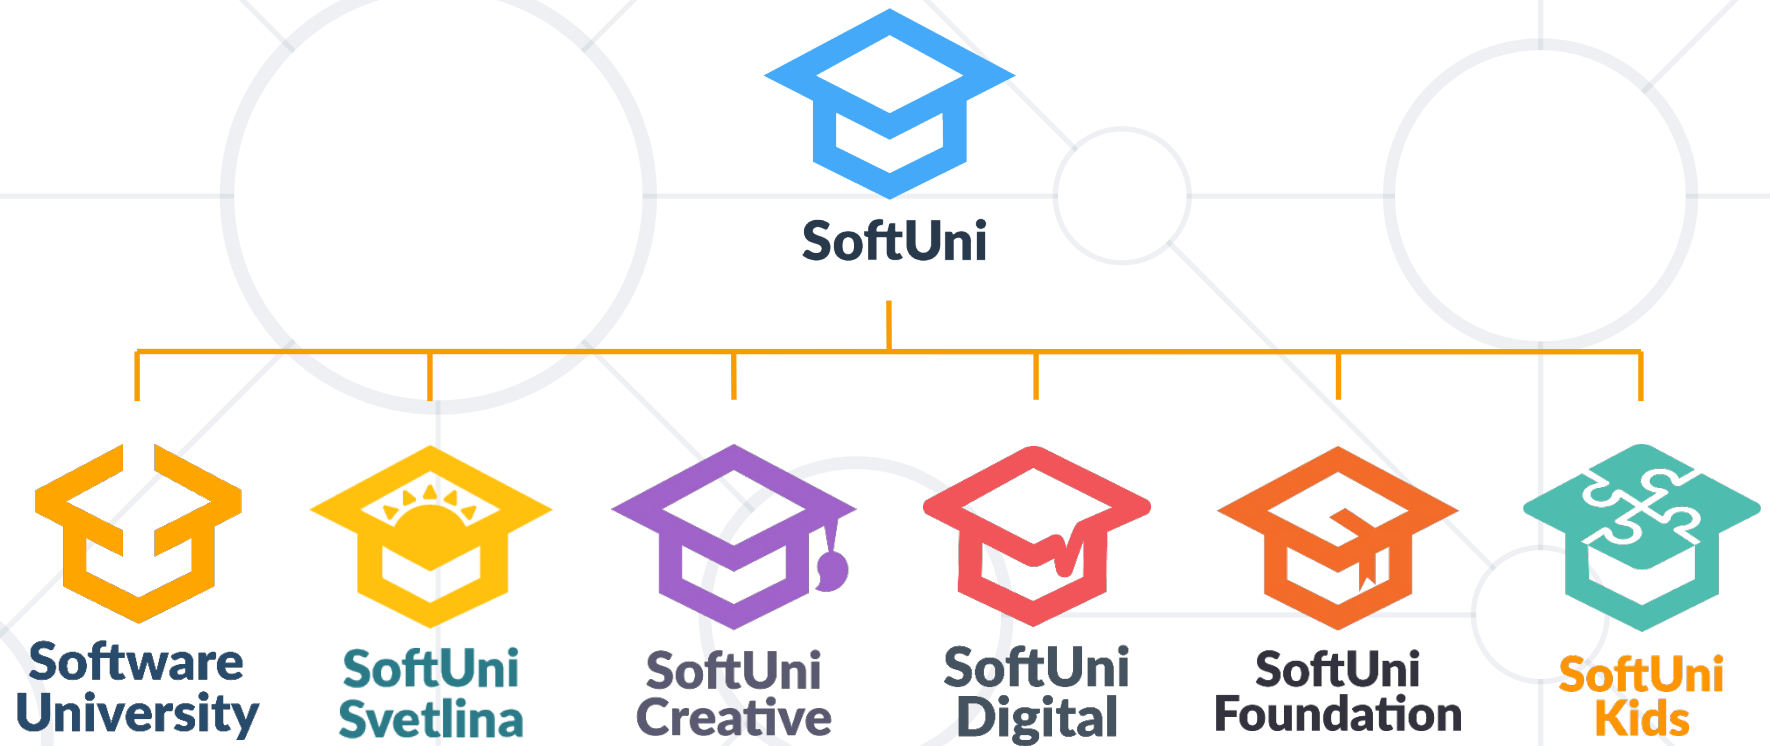 SoftUni
Software
University
SoftUni
Svetlina
SoftUni
Creative
SoftUni
Digital
SoftUni
Foundation
SoftUni
Kids